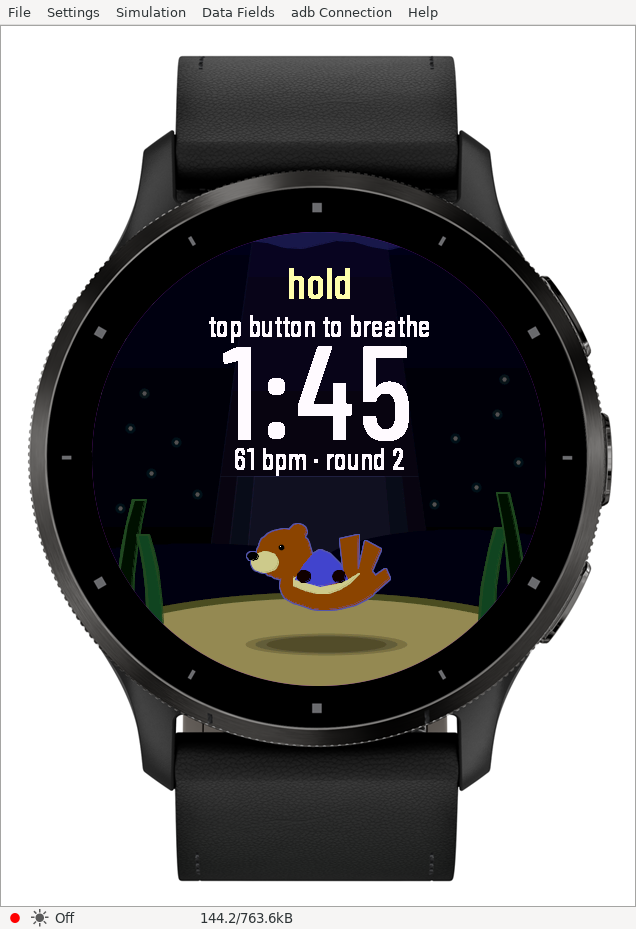 File Settings Simulation Data Fields adb Connection Help
hold
top button to breathe
1:45
61 bpm · round 2
Off 144.2/763.6kB